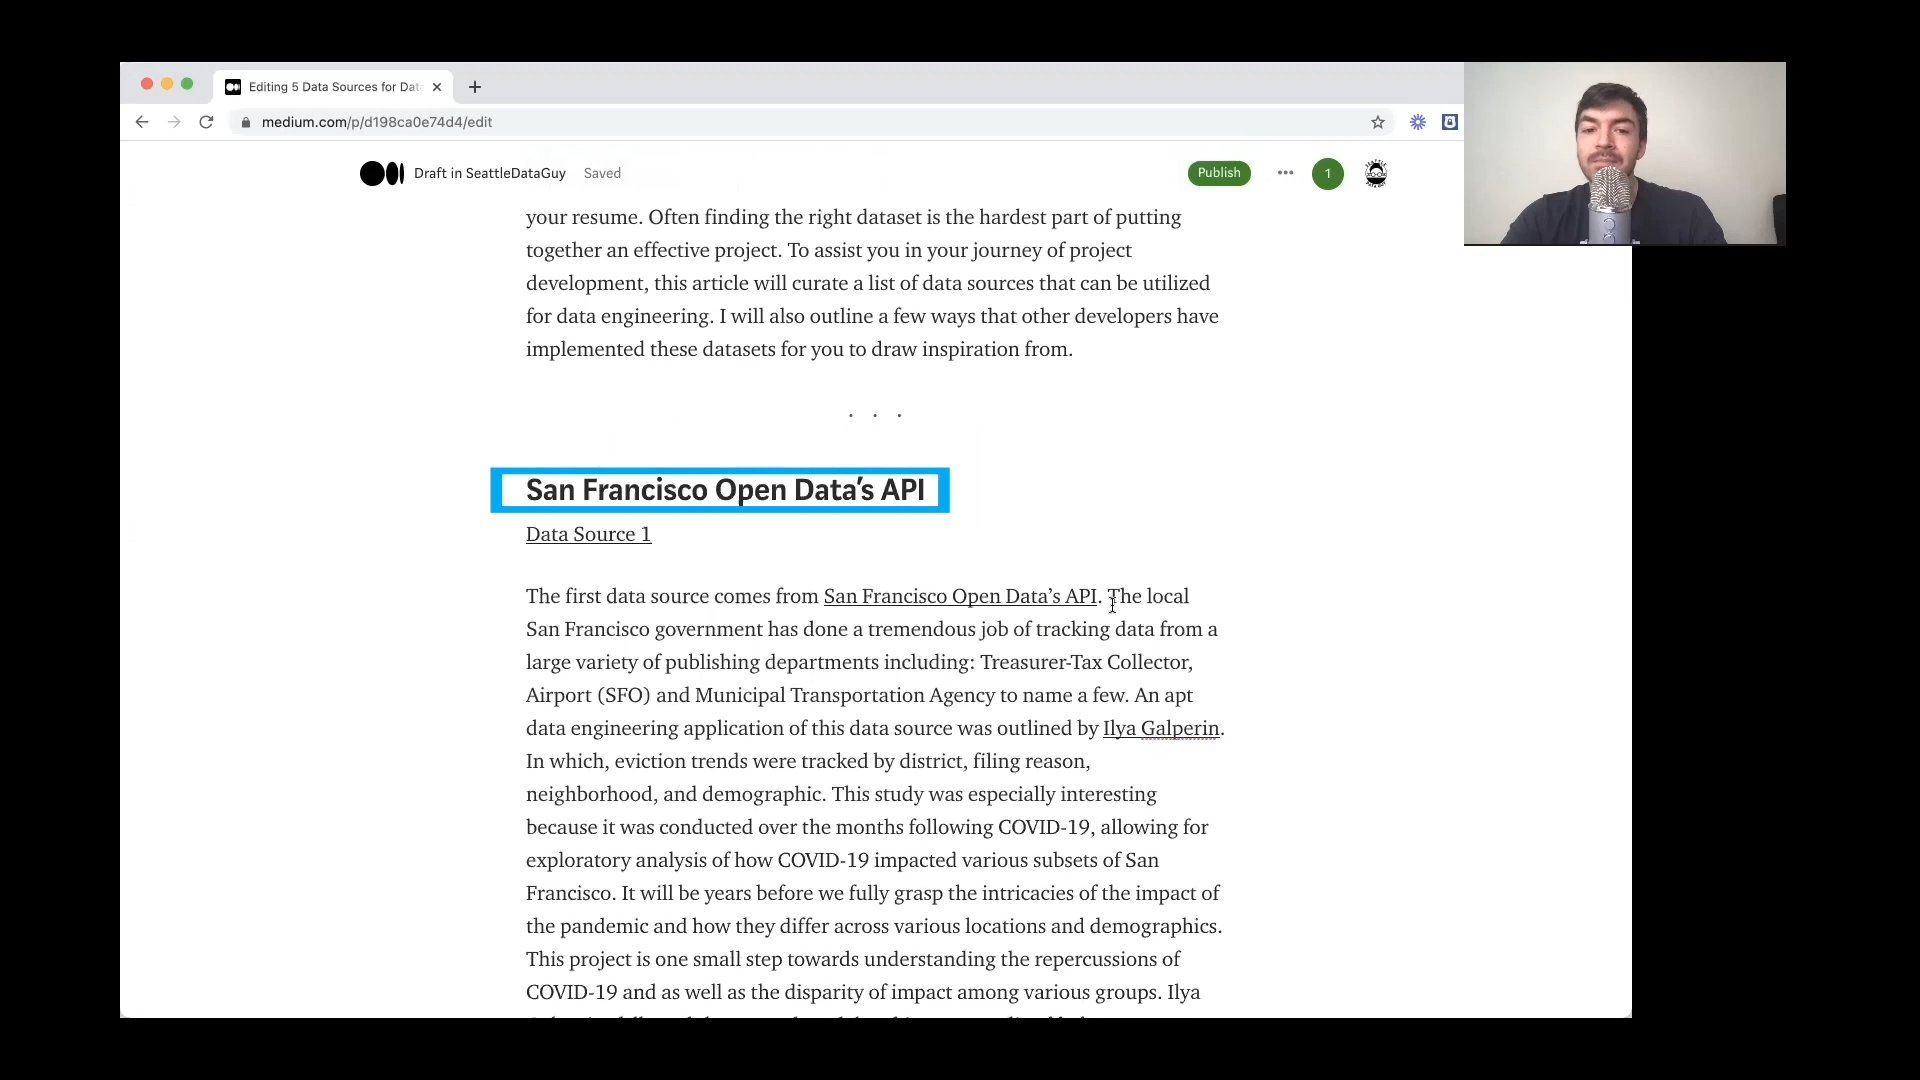 Editing 5 Data Sources for Dat
medium.com/p/d198ca0e74d4/edit
Draft in SeattleDataGuy Saved
Publish
1
your resume. Often finding the right dataset is the hardest part of putting
together an effective project. To assist you in your journey of project
development, this article will curate a list of data sources that can be utilized
for data engineering. I will also outline a few ways that other developers have
implemented these datasets for you to draw inspiration from.
San Francisco Open Data’s API
Data Source 1
The first data source comes from San Francisco Open Data’s API. The local
San Francisco government has done a tremendous job of tracking data from a
large variety of publishing departments including: Treasurer-Tax Collector,
Airport (SFO) and Municipal Transportation Agency to name a few. An apt
data engineering application of this data source was outlined by Ilya Galperin.
In which, eviction trends were tracked by district, filing reason,
neighborhood, and demographic. This study was especially interesting
because it was conducted over the months following COVID-19, allowing for
exploratory analysis of how COVID-19 impacted various subsets of San
Francisco. It will be years before we fully grasp the intricacies of the impact of
the pandemic and how they differ across various locations and demographics.
This project is one small step towards understanding the repercussions of
COVID-19 and as well as the disparity of impact among various groups. Ilya